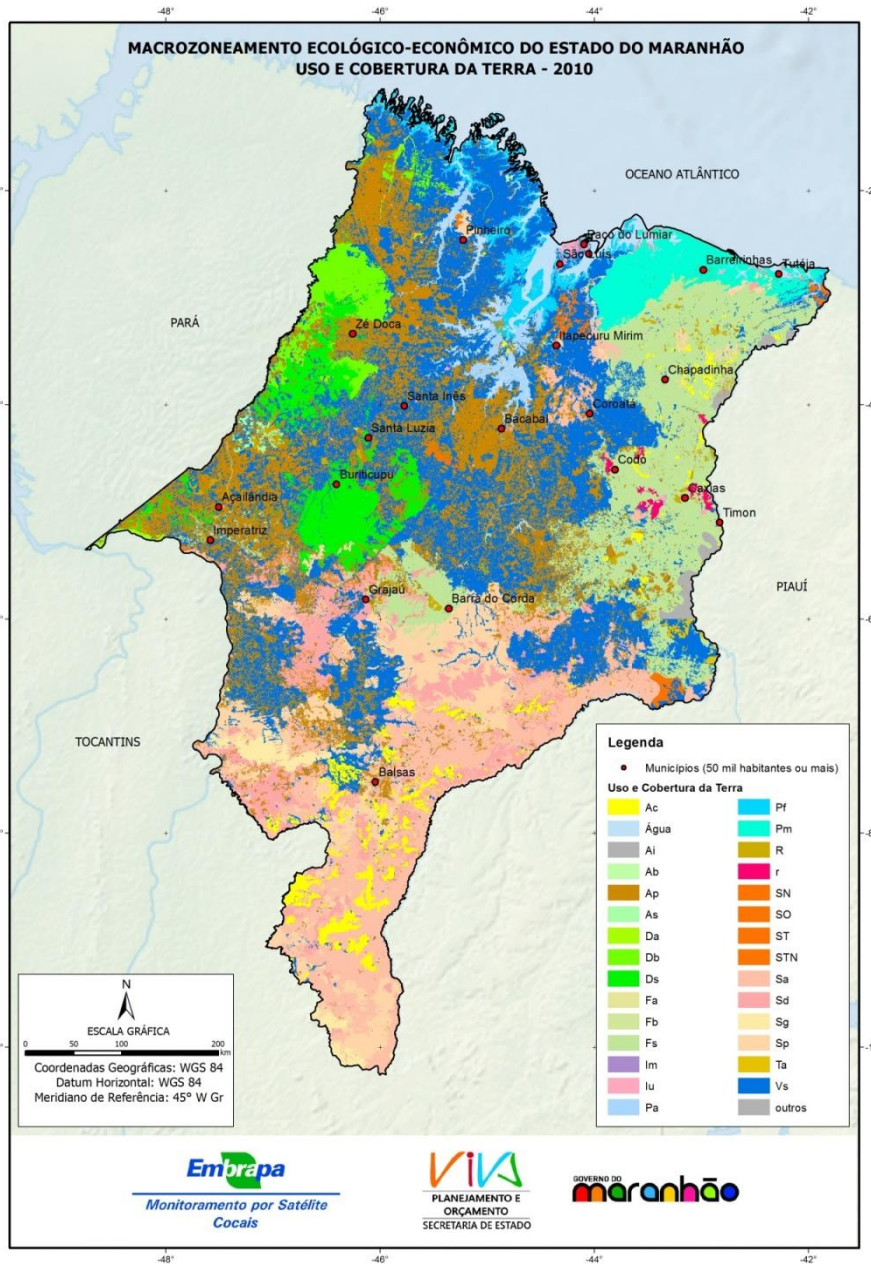 -48°
-46°
-44°
-42°
MACROZONEAMENTO ECOLÓGICO-ECONÔMICO DO ESTADO DO MARANHÃO
USO E COBERTURA DA TERRA - 2010
OCEANO ATLÂNTICO
Pinheiro
Paço do Lumiar
São Luís
Barreirinhas
Tutóia
PARÁ
Zé Doca
Itapecuru Mirim
Chapadinha
Santa Inês
Coroatá
Bacabal
Santa Luzia
Codó
Buriticupu
Caxias
Açailândia
Timon
Imperatriz
PIAUÍ
Grajaú
Barra do Corda
TOCANTINS
Balsas
Legenda
Municípios (50 mil habitantes ou mais)
Uso e Cobertura da Terra
Ac
Água
Ai
Ab
Ap
As
Da
Db
Ds
Fa
Fb
Fs
Im
Iu
Pa
Pf
Pm
R
r
SN
SO
ST
STN
Sa
Sd
Sg
Sp
Ta
Vs
outros
N
ESCALA GRÁFICA
0 50 100 200
km
Coordenadas Geográficas: WGS 84
Datum Horizontal: WGS 84
Meridiano de Referência: 45° W Gr
Embrapa
Monitoramento por Satélite
Cocais
VIVA
PLANEJAMENTO E
ORÇAMENTO
SECRETARIA DE ESTADO
GOVERNO DO
maranhão
-48°
-46°
-44°
-42°